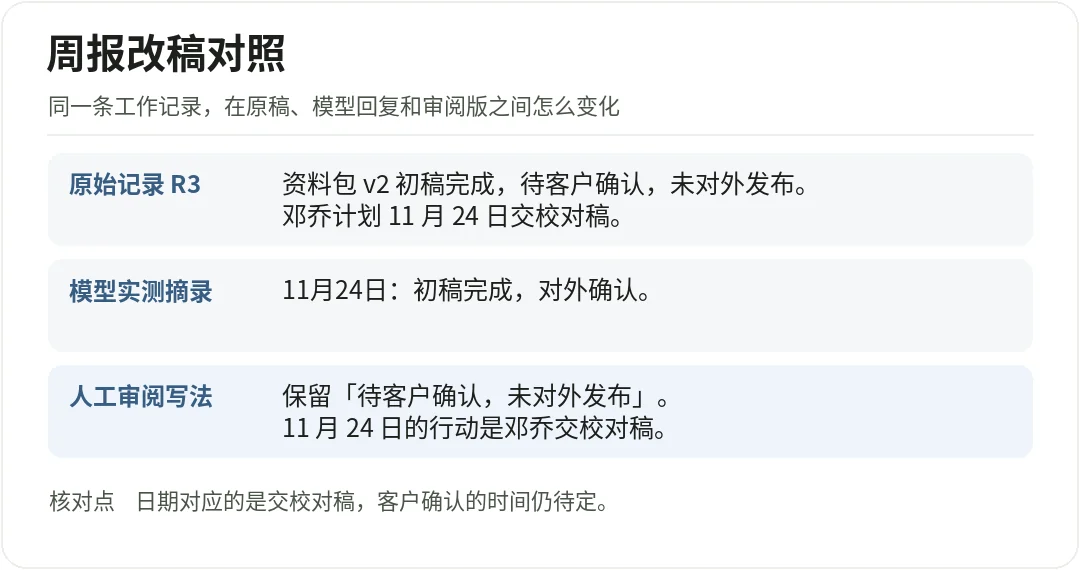 周报改稿对照
同一条工作记录，在原稿、模型回复和审阅版之间怎么变化
原始记录 R3
资料包 v2 初稿完成，待客户确认，未对外发布。
邓乔计划 11 月 24 日交校对稿。
模型实测摘录
11月24日：初稿完成，对外确认。
人工审阅写法
保留「待客户确认，未对外发布」。
11 月 24 日的行动是邓乔交校对稿。
核对点 日期对应的是交校对稿，客户确认的时间仍待定。